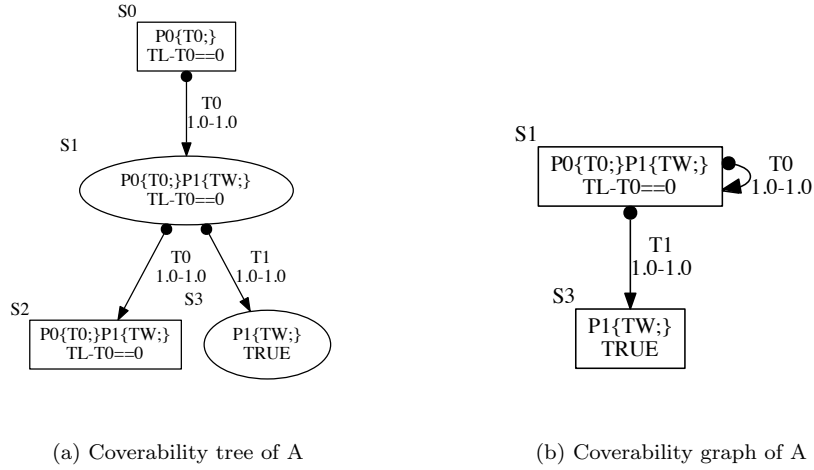 S0
P0{T0;}
TL-T0==0
T0
1.0-1.0
S1
P0{T0;}P1{TW;}
TL-T0==0
T0
1.0-1.0
T1
1.0-1.0
S2
P0{T0;}P1{TW;}
TL-T0==0
S3
P1{TW;}
TRUE
(a) Coverability tree of A
S1
P0{T0;}P1{TW;}
TL-T0==0
T0
1.0-1.0
T1
1.0-1.0
S3
P1{TW;}
TRUE
(b) Coverability graph of A